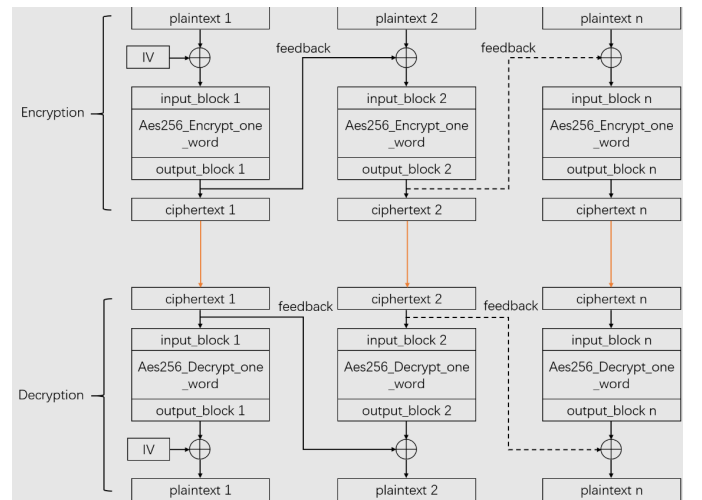 plaintext 1 plaintext 2 plaintext n
IV feedback feedback
input_block 1 input_block 2 input_block n
Encryption
Aes256_Encrypt_one Aes256_Encrypt_one Aes256_Encrypt_one
_word _word _word
output_block 1 output_block 2 output_block n
ciphertext 1 ciphertext 2 ciphertext n
ciphertext 1 feedback ciphertext 2 feedback ciphertext n
input_block 1 input_block 2 input_block n
Aes256_Decrypt_one Aes256_Decrypt_one Aes256_Decrypt_one
_word _word _word
Decryption
output_block 1 output_block 2 output_block n
IV
plaintext 1 plaintext 2 plaintext n